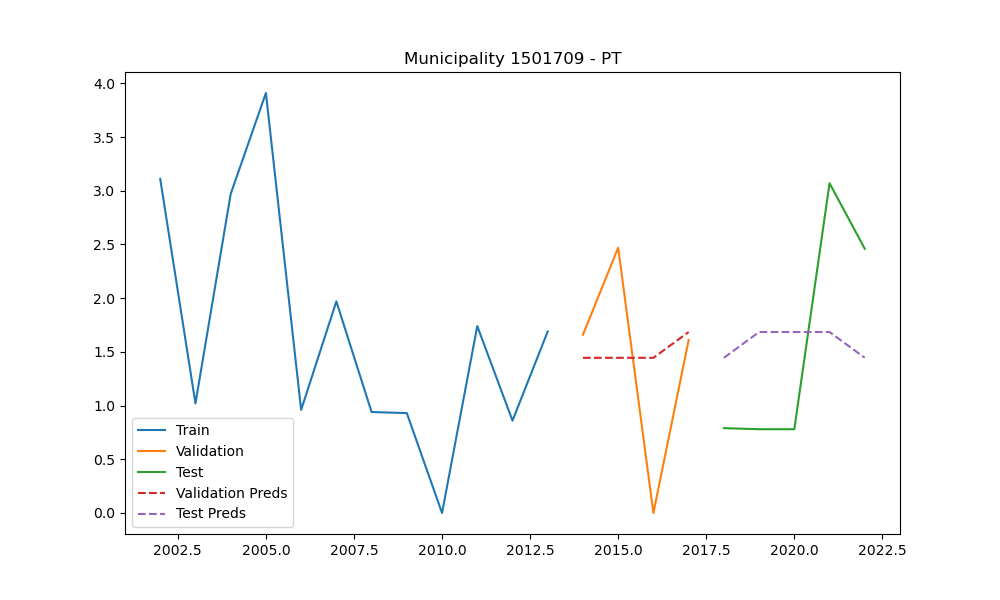 Municipality 1501709 - PT
4.0
3.5
3.0
2.5
2.0
1.5
1.0
0.5
0.0
Train
Validation
Test
Validation Preds
Test Preds
2002.5 2005.0 2007.5 2010.0 2012.5 2015.0 2017.5 2020.0 2022.5